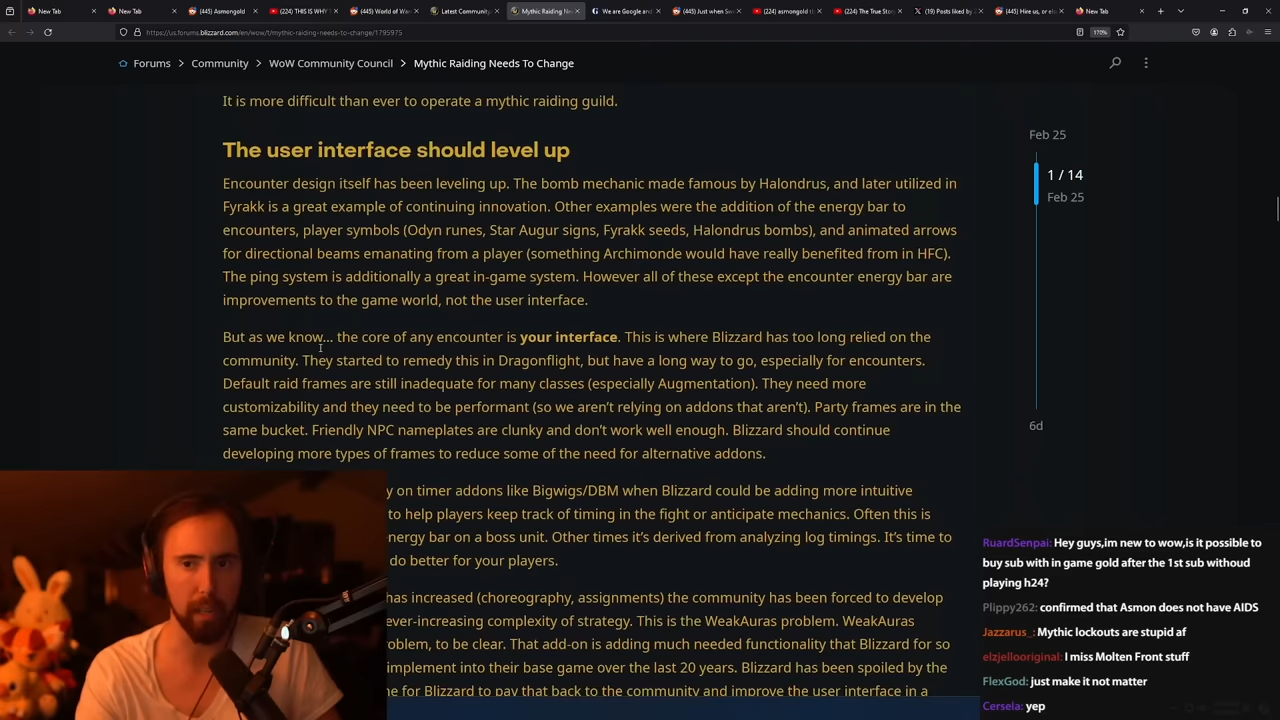 New Tab
New Tab
(445) Asmongold
(224) THIS IS WHY
(445) World of War
Latest Community
Mythic Raiding Ne
We are Google and
(445) Just when Sw
(224) asmongold th
(224) The True Stor
(19) Posts liked by
(445) Hire us, or el
New Tab
https://us.forums.blizzard.com/en/wow/t/mythic-raiding-needs-to-change/1795975
170%
Forums > Community > WoW Community Council > Mythic Raiding Needs To Change
It is more difficult than ever to operate a mythic raiding guild.
The user interface should level up
Encounter design itself has been leveling up. The bomb mechanic made famous by Halondrus, and later utilized in
Fyrakk is a great example of continuing innovation. Other examples were the addition of the energy bar to
encounters, player symbols (Odyn runes, Star Augur signs, Fyrakk seeds, Halondrus bombs), and animated arrows
for directional beams emanating from a player (something Archimonde would have really benefited from in HFC).
The ping system is additionally a great in-game system. However all of these except the encounter energy bar are
improvements to the game world, not the user interface.
But as we know... the core of any encounter is your interface. This is where Blizzard has too long relied on the
community. They started to remedy this in Dragonflight, but have a long way to go, especially for encounters.
Default raid frames are still inadequate for many classes (especially Augmentation). They need more
customizability and they need to be performant (so we aren't relying on addons that aren't). Party frames are in the
same bucket. Friendly NPC nameplates are clunky and don't work well enough. Blizzard should continue
developing more types of frames to reduce some of the need for alternative addons.
y on timer addons like Bigwigs/DBM when Blizzard could be adding more intuitive
to help players keep track of timing in the fight or anticipate mechanics. Often this is
nergy bar on a boss unit. Other times it's derived from analyzing log timings. It's time to
do better for your players.
has increased (choreography, assignments) the community has been forced to develop
ever-increasing complexity of strategy. This is the WeakAuras problem. WeakAuras
oblem, to be clear. That add-on is adding much needed functionality that Blizzard for so
implement into their base game over the last 20 years. Blizzard has been spoiled by the
e for Blizzard to pay that back to the community and improve the user interface in a
Feb 25
1 / 14
Feb 25
6d
RuardSenpai: Hey guys,im new to wow,is it possible to
buy sub with in game gold after the 1st sub withoud
playing h24?
Plippy262: confirmed that Asmon does not have AIDS
Jazzarus_: Mythic lockouts are stupid af
elzjellooriginal: I miss Molten Front stuff
FlexGod: just make it not matter
Cersela: yep